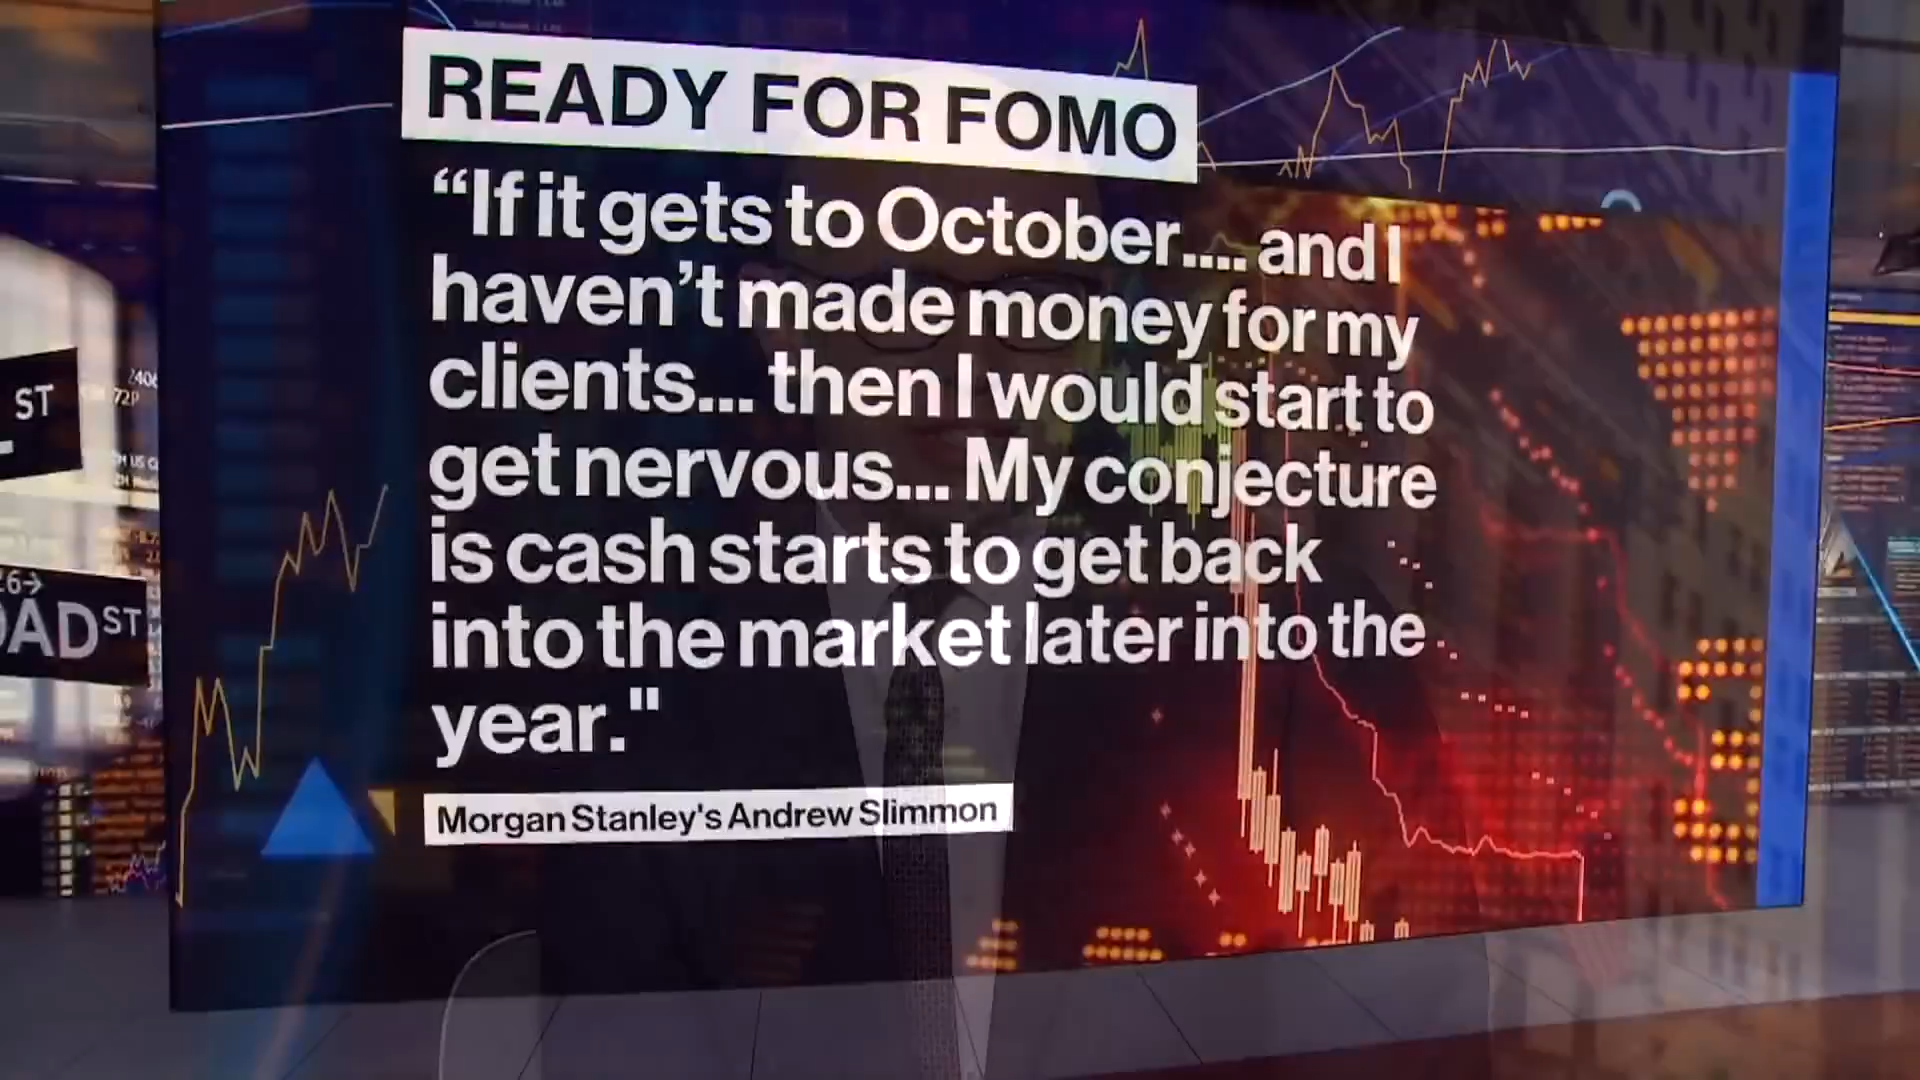 READY FOR FOMO
“If it gets to October.... and I
haven’t made money for my
clients... then I would start to
get nervous... My conjecture
is cash starts to get back
into the market later into the
year."
Morgan Stanley's Andrew Slimmon
ST
ST